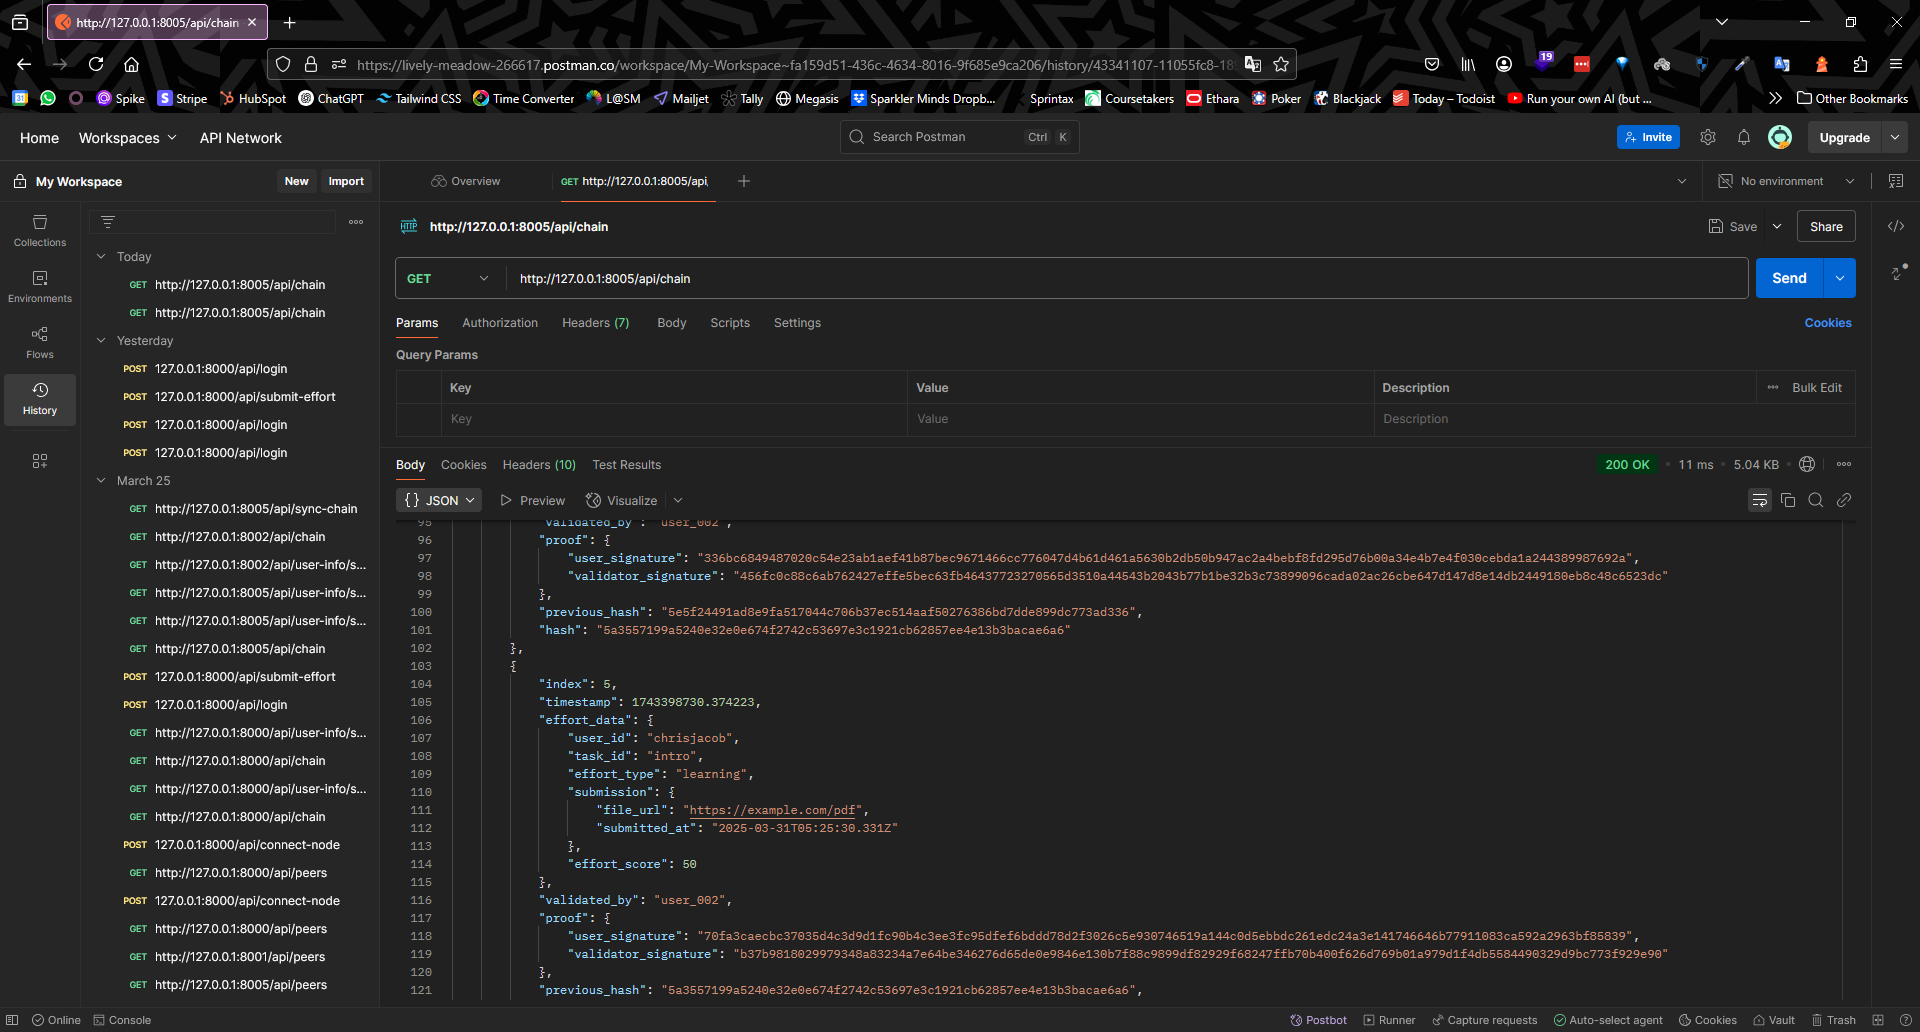 http://127.0.0.1:8005/api/chain
https://lively-meadow-266617.postman.co/workspace/My-Workspace~fa159d51-436c-4634-8016-9f685e9ca206/history/43341107-11055fc8-18
19
31
Spike
Stripe
HubSpot
ChatGPT
Tailwind CSS
Time Converter
L@SM
Mailjet
Tally
Megasis
Sparkler Minds Dropb...
Sprintax
Coursetakers
Ethara
Poker
Blackjack
Today – Todoist
Run your own AI (but ...
Other Bookmarks
Home
Workspaces
API Network
Search Postman
Ctrl K
Invite
Upgrade
My Workspace
New
Import
Overview
GET http://127.0.0.1:8005/api
No environment
Collections
Environments
Flows
History
Today
GET http://127.0.0.1:8005/api/chain
GET http://127.0.0.1:8005/api/chain
Yesterday
POST 127.0.0.1:8000/api/login
POST 127.0.0.1:8000/api/submit-effort
POST 127.0.0.1:8000/api/login
POST 127.0.0.1:8000/api/login
March 25
GET http://127.0.0.1:8005/api/sync-chain
GET http://127.0.0.1:8002/api/chain
GET http://127.0.0.1:8002/api/user-info/s...
GET http://127.0.0.1:8005/api/user-info/s...
GET http://127.0.0.1:8005/api/user-info/s...
GET http://127.0.0.1:8005/api/chain
POST 127.0.0.1:8000/api/submit-effort
POST 127.0.0.1:8000/api/login
GET http://127.0.0.1:8000/api/user-info/s...
GET http://127.0.0.1:8000/api/chain
GET http://127.0.0.1:8000/api/user-info/s...
GET http://127.0.0.1:8000/api/chain
POST 127.0.0.1:8000/api/connect-node
GET http://127.0.0.1:8000/api/peers
POST 127.0.0.1:8000/api/connect-node
GET http://127.0.0.1:8000/api/peers
GET http://127.0.0.1:8001/api/peers
GET http://127.0.0.1:8005/api/peers
HTTP http://127.0.0.1:8005/api/chain
Save
Share
GET http://127.0.0.1:8005/api/chain
Send
Params Authorization Headers (7) Body Scripts Settings
Cookies
Query Params
Key Value Description Bulk Edit
Key Value Description
Body Cookies Headers (10) Test Results
200 OK • 11 ms • 5.04 KB
{} JSON Preview Visualize
95 "validated_by": "user_002",
96 "proof": {
97 "user_signature": "336bc6849487020c54e23ab1aef41b87bec9671466cc776047d4b61d461a5630b2db50b947ac2a4bebf8fd295d76b00a34e4b7e4f030cebda1a244389987692a",
98 "validator_signature": "456fc0c88c6ab762427effe5bec63fb46437723270565d3510a44543b2043b77b1be32b3c73899096cada02ac26cbe647d147d8e14db2449180eb8c48c6523dc"
99 },
100 "previous_hash": "5e5f24491ad8e9fa517044c706b37ec514aaf50276386bd7dde899dc773ad336",
101 "hash": "5a3557199a5240e32e0e674f2742c53697e3c1921cb62857ee4e13b3bacae6a6"
102 },
103 {
104 "index": 5,
105 "timestamp": 1743398730.374223,
106 "effort_data": {
107 "user_id": "chrisjacob",
108 "task_id": "intro",
109 "effort_type": "learning",
110 "submission": {
111 "file_url": "https://example.com/pdf",
112 "submitted_at": "2025-03-31T05:25:30.331Z"
113 },
114 "effort_score": 50
115 },
116 "validated_by": "user_002",
117 "proof": {
118 "user_signature": "70fa3caecbc37035d4c3d9d1fc90b4c3ee3fc95dfef6bddd78d2f3026c5e930746519a144c0d5ebbdc261edc24a3e141746646b77911083ca592a2963bf85839",
119 "validator_signature": "b37b9818029979348a83234a7e64be346276d65de0e9846e130b7f88c9899df82929f68247ffb70b400f626d769b01a979d1f4db5584490329d9bc773f929e90"
120 },
121 "previous_hash": "5a3557199a5240e32e0e674f2742c53697e3c1921cb62857ee4e13b3bacae6a6",
Online
Console
Postbot
Runner
Capture requests
Auto-select agent
Cookies
Vault
Trash